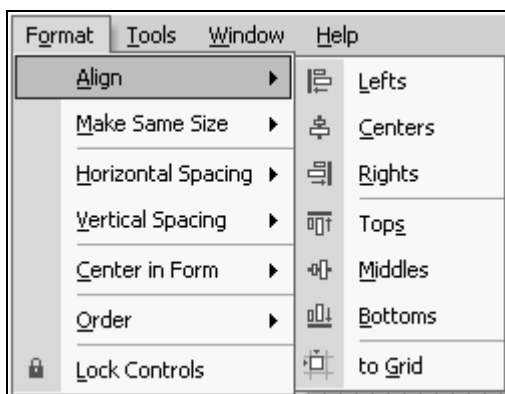 Format Tools Window Help
Align
Make Same Size
Horizontal Spacing
Vertical Spacing
Center in Form
Order
Lock Controls
Lefts
Centers
Rights
Tops
Middles
Bottoms
to Grid